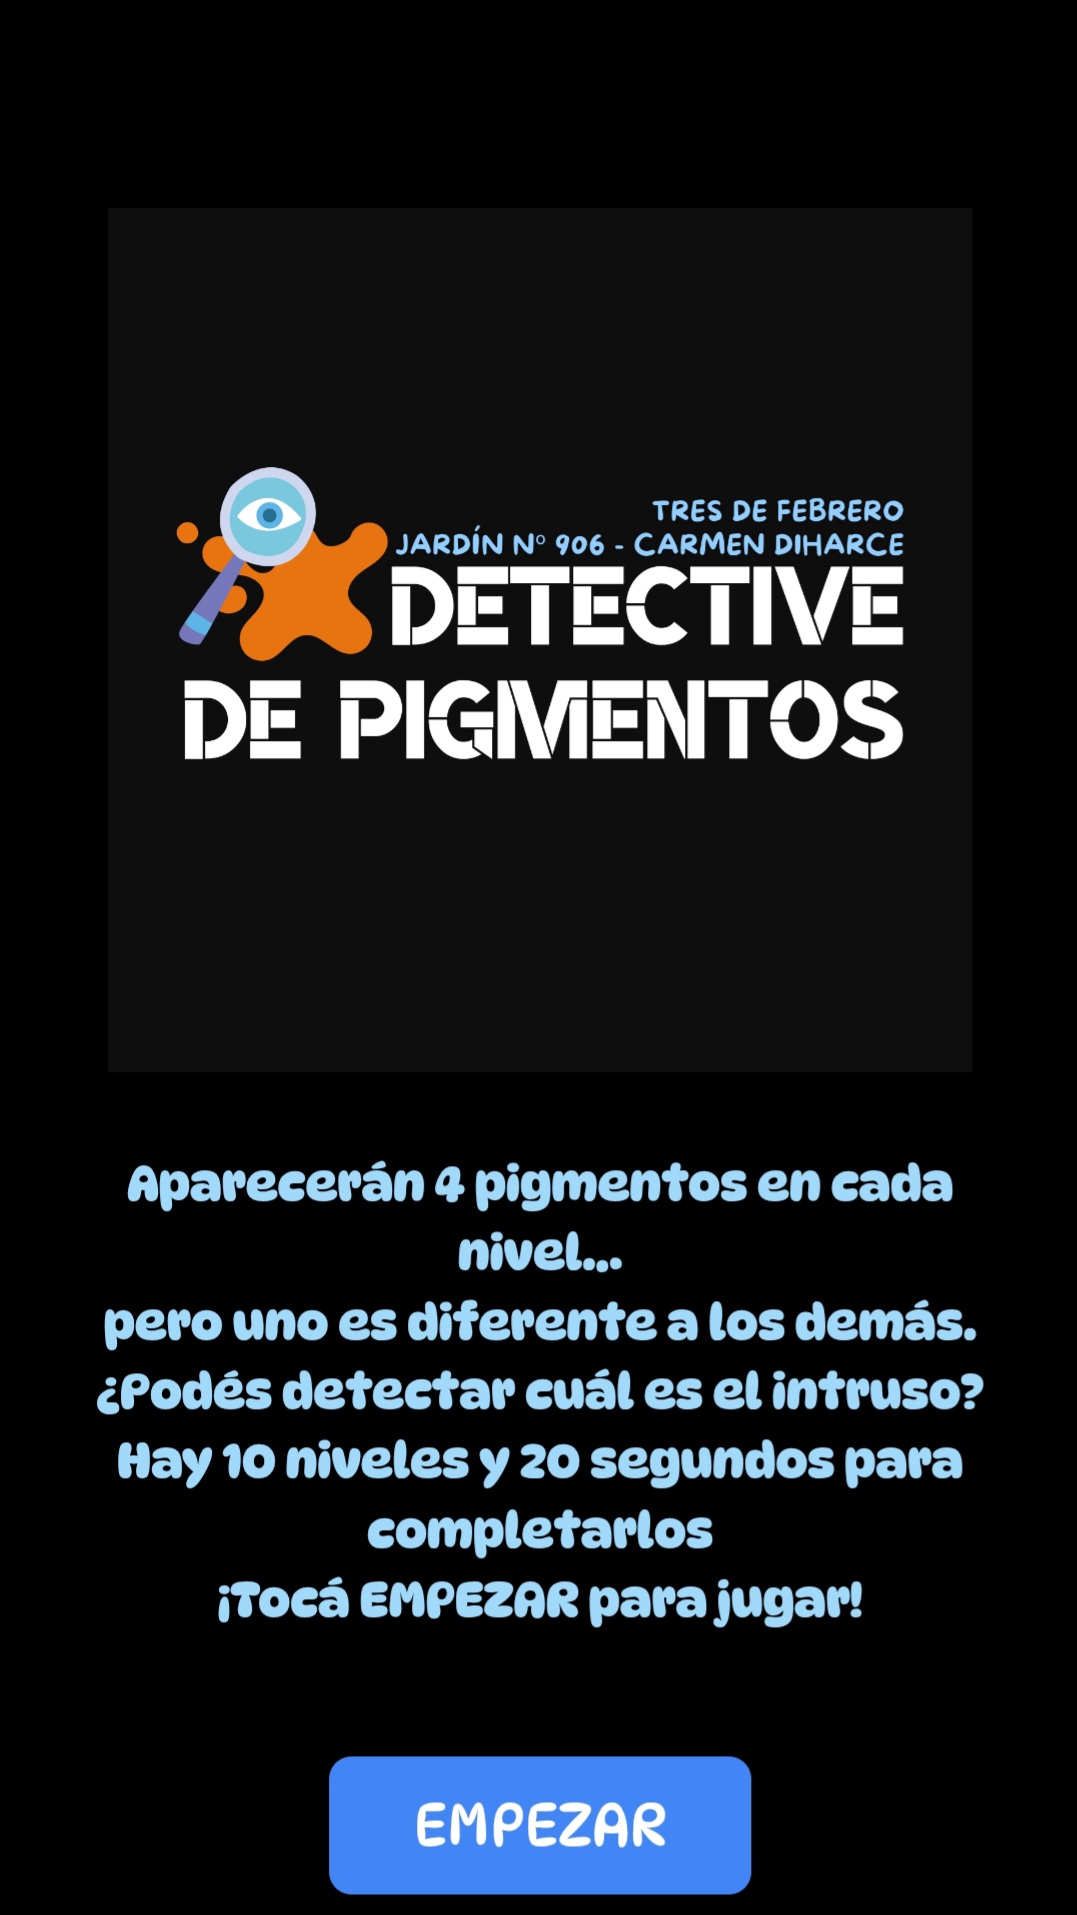 TRES DE FEBRERO
JARDÍN Nº 906 - CARMEN DIHARCE
DETECTIVE
DE PIGMENTOS
Aparecerán 4 pigmentos en cada
nivel...
pero uno es diferente a los demás.
¿Podés detectar cuál es el intruso?
Hay 10 niveles y 20 segundos para
completarlos
¡Tocá EMPEZAR para jugar!
EMPEZAR